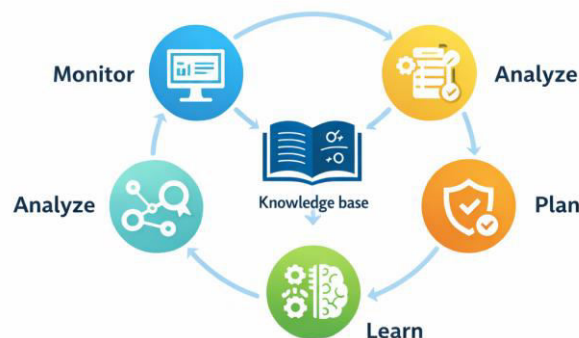 Monitor
Analyze
Knowledge base
Analyze
Plan
Learn